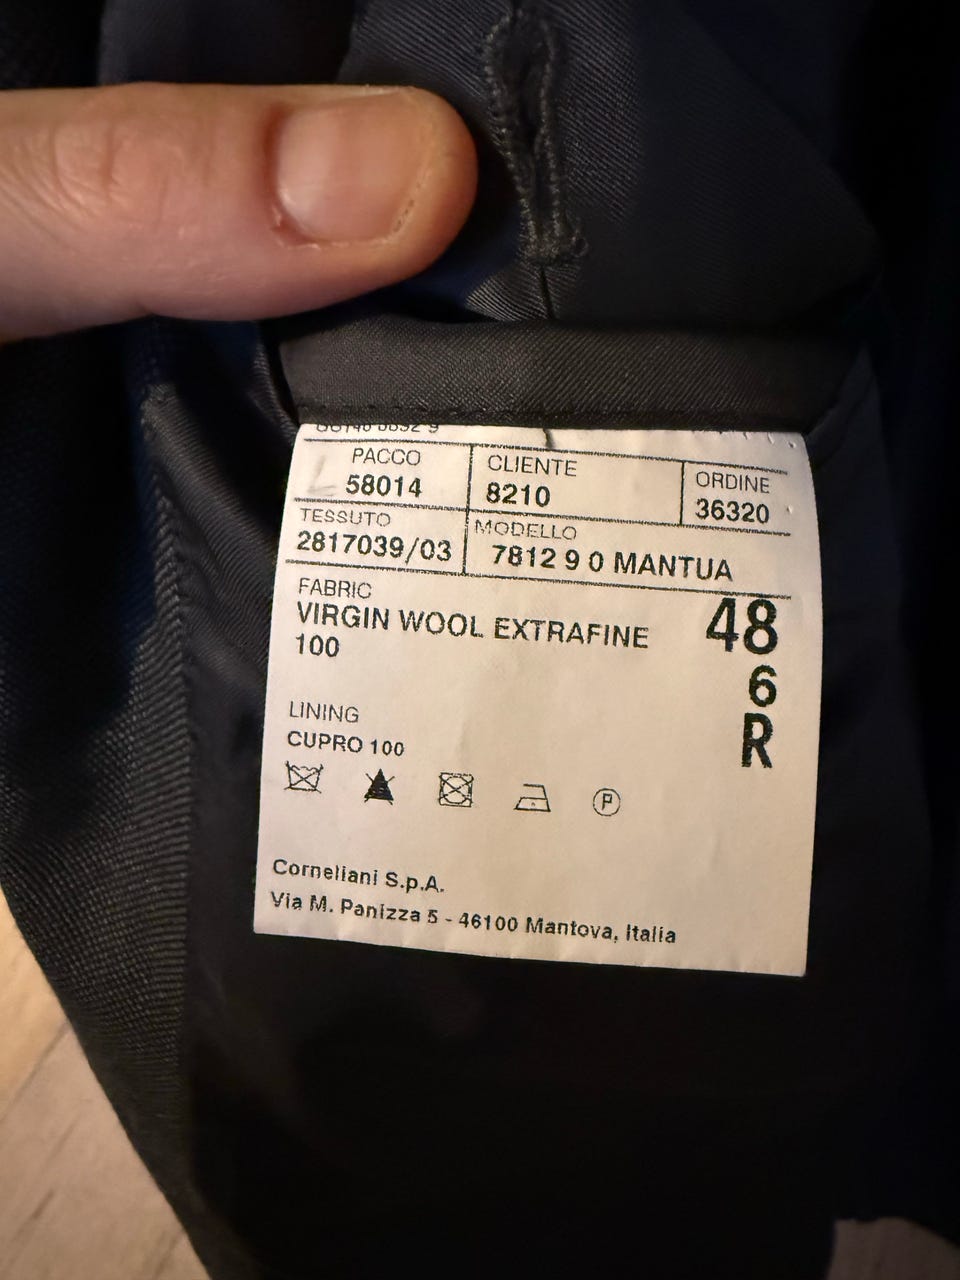 PACCO CLIENTE ORDINE
58014 8210 36320
TESSUTO MODELLO
2817039/03 7812 9 0 MANTUA
FABRIC
VIRGIN WOOL EXTRAFINE 48
100
6
LINING R
CUPRO 100
P
Corneliani S.p.A.
Via M. Panizza 5 - 46100 Mantova, Italia